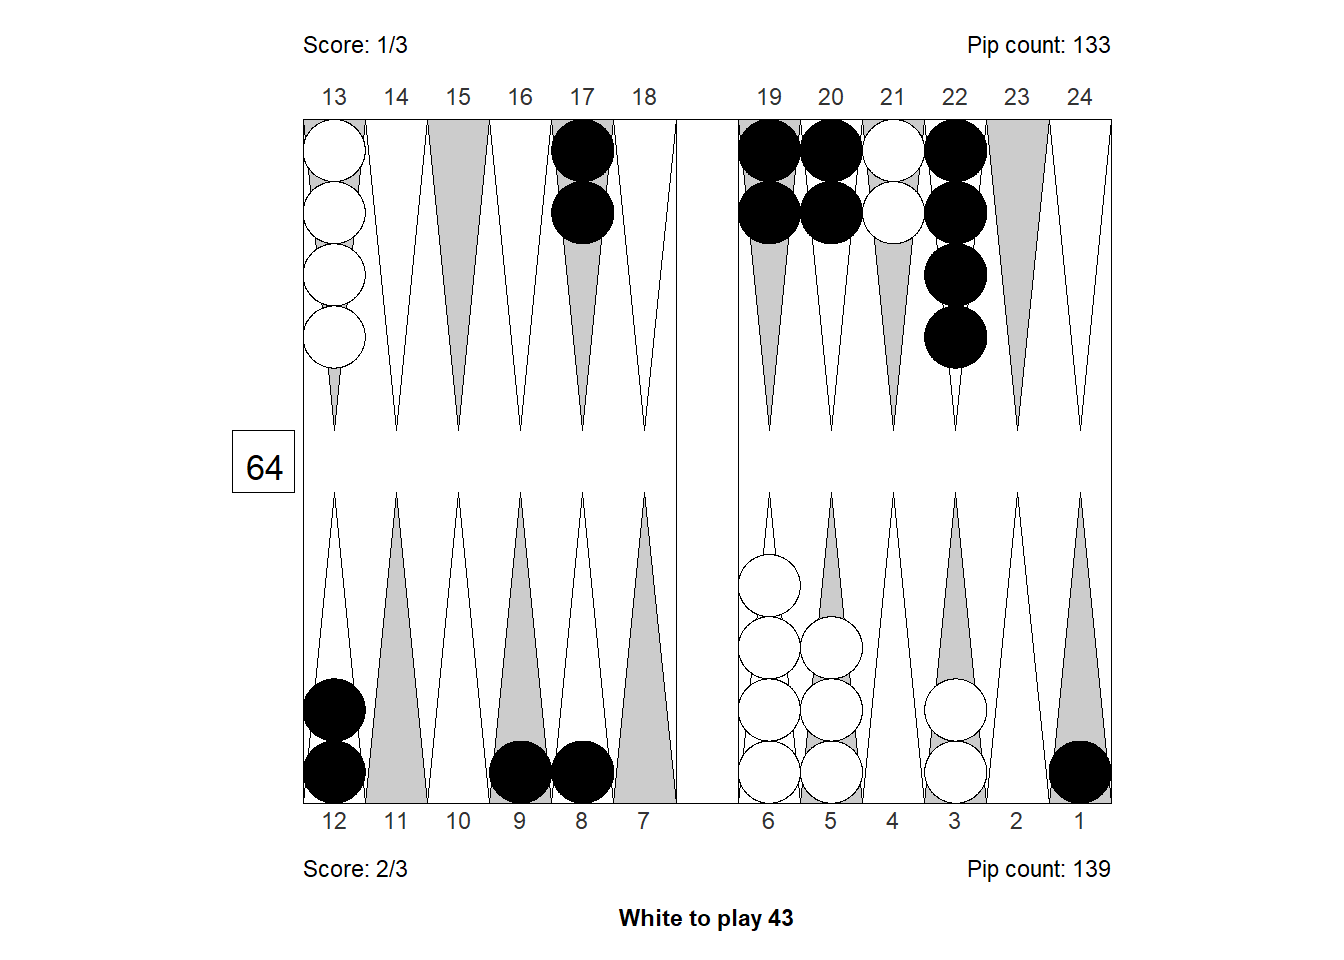 Score: 1/3 Pip count: 133
13 14 15 16 17 18 19 20 21 22 23 24
64
12 11 10 9 8 7 6 5 4 3 2 1
Score: 2/3 Pip count: 139
White to play 43